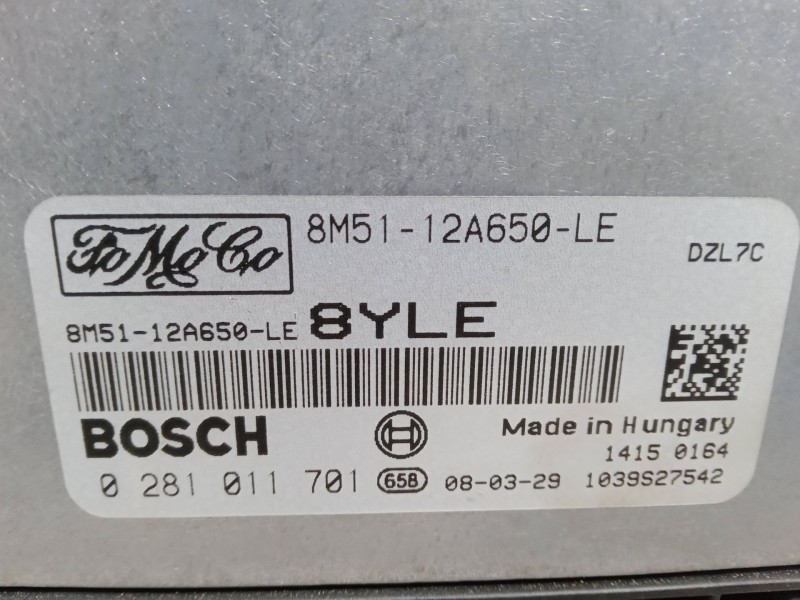 FoMoCo 8M51-12A650-LE
DZL7C
8M51-12A650-LE 8YLE
BOSCH Made in Hungary
1415 0164
0 281 011 701 658 08-03-29 1039S27542